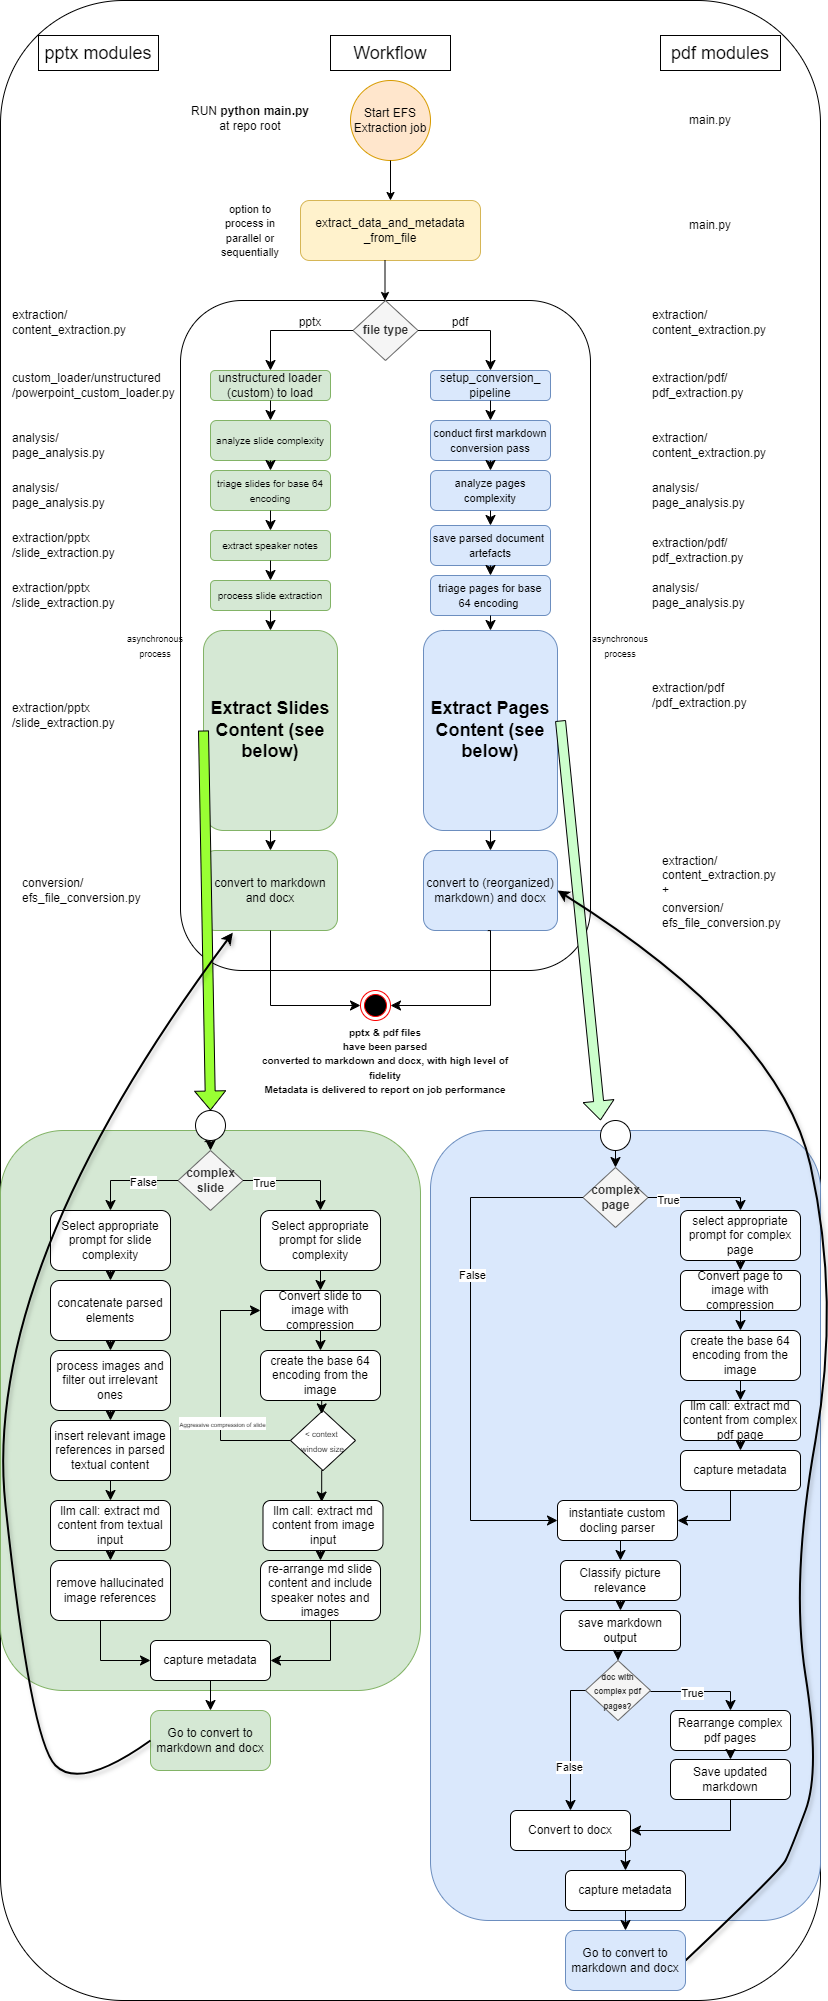 pptx modules
Workflow
pdf modules
RUN python main.py
at repo root
Start EFS
Extraction job
main.py
option to
process in
parallel or
sequentially
extract_data_and_metadata
_from_file
main.py
extraction/
content_extraction.py
pptx
file type
pdf
extraction/
content_extraction.py
custom_loader/unstructured
/powerpoint_custom_loader.py
unstructured loader
(custom) to load
setup_conversion_
pipeline
extraction/pdf/
pdf_extraction.py
analysis/
page_analysis.py
analyze slide complexity
conduct first markdown
conversion pass
extraction/
content_extraction.py
analysis/
page_analysis.py
triage slides for base 64
encoding
analyze pages
complexity
analysis/
page_analysis.py
extraction/pptx
/slide_extraction.py
extract speaker notes
save parsed document
artefacts
extraction/pdf/
pdf_extraction.py
extraction/pptx
/slide_extraction.py
process slide extraction
triage pages for base
64 encoding
analysis/
page_analysis.py
asynchronous
process
asynchronous
process
extraction/pptx
/slide_extraction.py
Extract Slides
Content (see
below)
Extract Pages
Content (see
below)
extraction/pdf
/pdf_extraction.py
conversion/
efs_file_conversion.py
convert to markdown
and docx
convert to (reorganized)
markdown) and docx
extraction/
content_extraction.py
+
conversion/
efs_file_conversion.py
pptx & pdf files
have been parsed
converted to markdown and docx, with high level of
fidelity
Metadata is delivered to report on job performance
complex
slide
False
True
Select appropriate
prompt for slide
complexity
concatenate parsed
elements
process images and
filter out irrelevant
ones
insert relevant image
references in parsed
textual content
llm call: extract md
content from textual
input
remove hallucinated
image references
Select appropriate
prompt for slide
complexity
Convert slide to
image with
compression
create the base 64
encoding from the
image
Aggressive compression of slide
< context
window size
llm call: extract md
content from image
input
re-arrange md slide
content and include
speaker notes and
images
capture metadata
Go to convert to
markdown and docx
complex
page
True
False
select appropriate
prompt for complex
page
Convert page to
image with
compression
create the base 64
encoding from the
image
llm call: extract md
content from complex
pdf page
capture metadata
instantiate custom
docling parser
Classify picture
relevance
save markdown
output
doc with
complex pdf
pages?
True
False
Rearrange complex
pdf pages
Save updated
markdown
Convert to docx
capture metadata
Go to convert to
markdown and docx